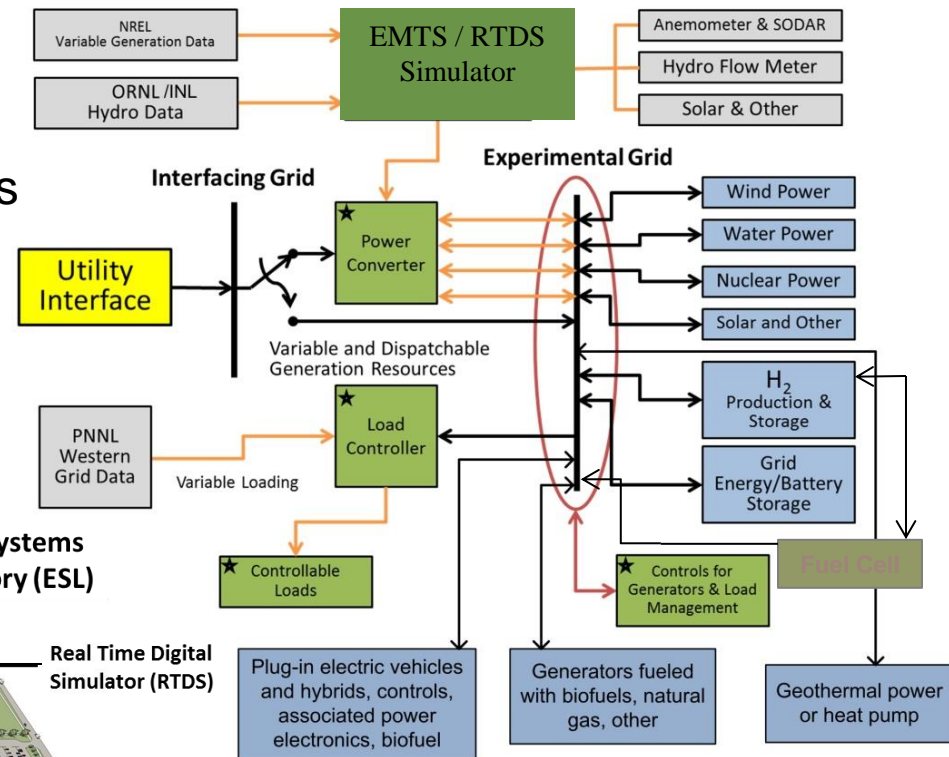 NREL
Variable Generation Data
ORNL /INL
Hydro Data
EMTS / RTDS
Simulator
Anemometer & SODAR
Hydro Flow Meter
Solar & Other
s
Interfacing Grid
Experimental Grid
Utility
Interface
Power
Converter
Wind Power
Water Power
Nuclear Power
Solar and Other
Variable and Dispatchable
Generation Resources
H2
Production &
Storage
PNNL
Western
Grid Data
Variable Loading
Load
Controller
Grid
Energy/Battery
Storage
ystems
ory (ESL)
Controllable
Loads
Controls for
Generators & Load
Management
Fuel Cell
Real Time Digital
Simulator (RTDS)
Plug-in electric vehicles
and hybrids, controls,
associated power
electronics, biofuel
Generators fueled
with biofuels, natural
gas, other
Geothermal power
or heat pump